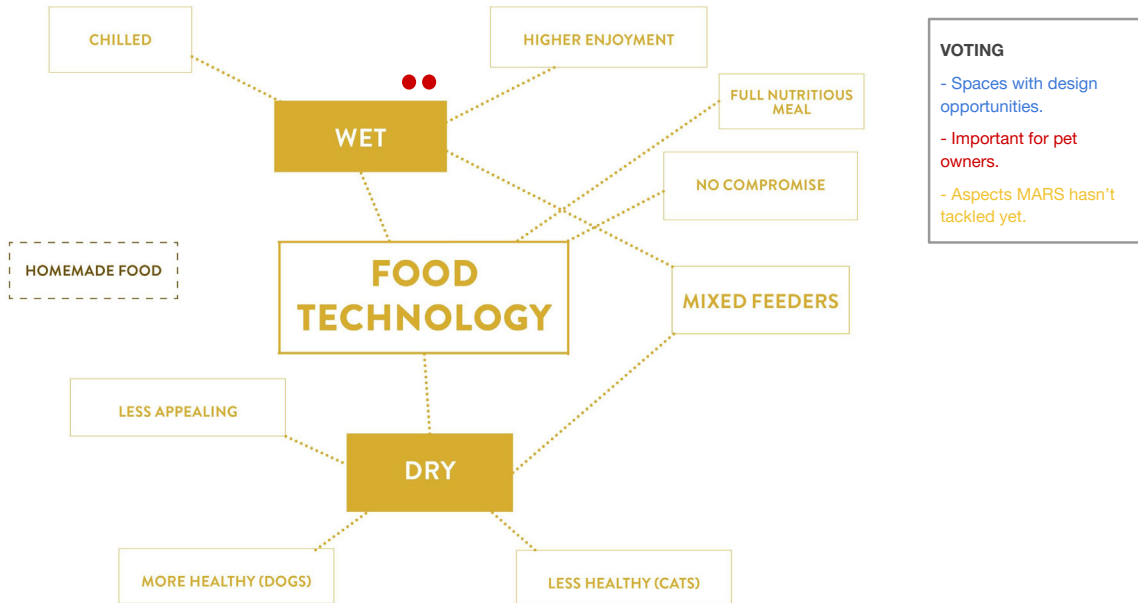 CHILLED
HIGHER ENJOYMENT
FULL NUTRITIOUS
MEAL
WET
NO COMPROMISE
HOMEMADE FOOD
FOOD
TECHNOLOGY
MIXED FEEDERS
LESS APPEALING
DRY
MORE HEALTHY (DOGS)
LESS HEALTHY (CATS)
VOTING
- Spaces with design
opportunities.
- Important for pet
owners.
- Aspects MARS hasn't
tackled yet.